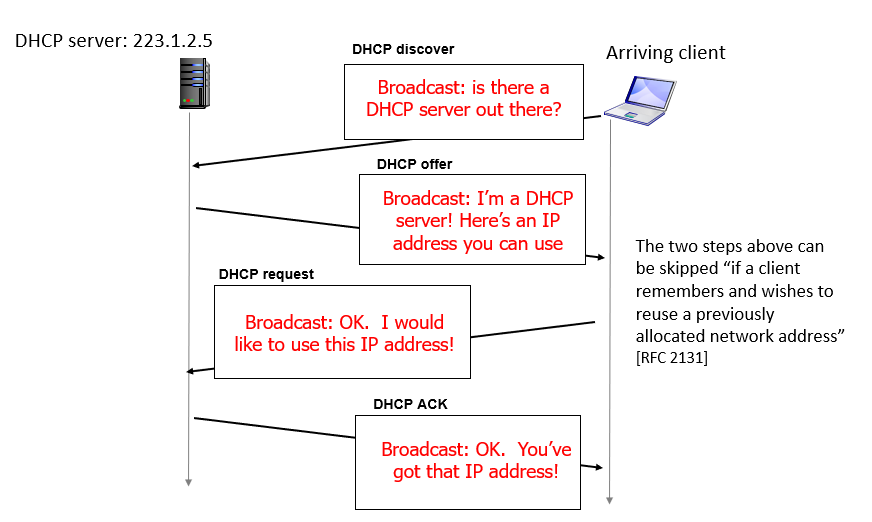 DHCP server: 223.1.2.5
DHCP discover
Arriving client
Broadcast: is there a
DHCP server out there?
DHCP offer
Broadcast: I’m a DHCP
server! Here’s an IP
address you can use
The two steps above can
be skipped “if a client
remembers and wishes to
reuse a previously
allocated network address”
[RFC 2131]
DHCP request
Broadcast: OK.  I would
like to use this IP address!
DHCP ACK
Broadcast: OK.  You’ve
got that IP address!